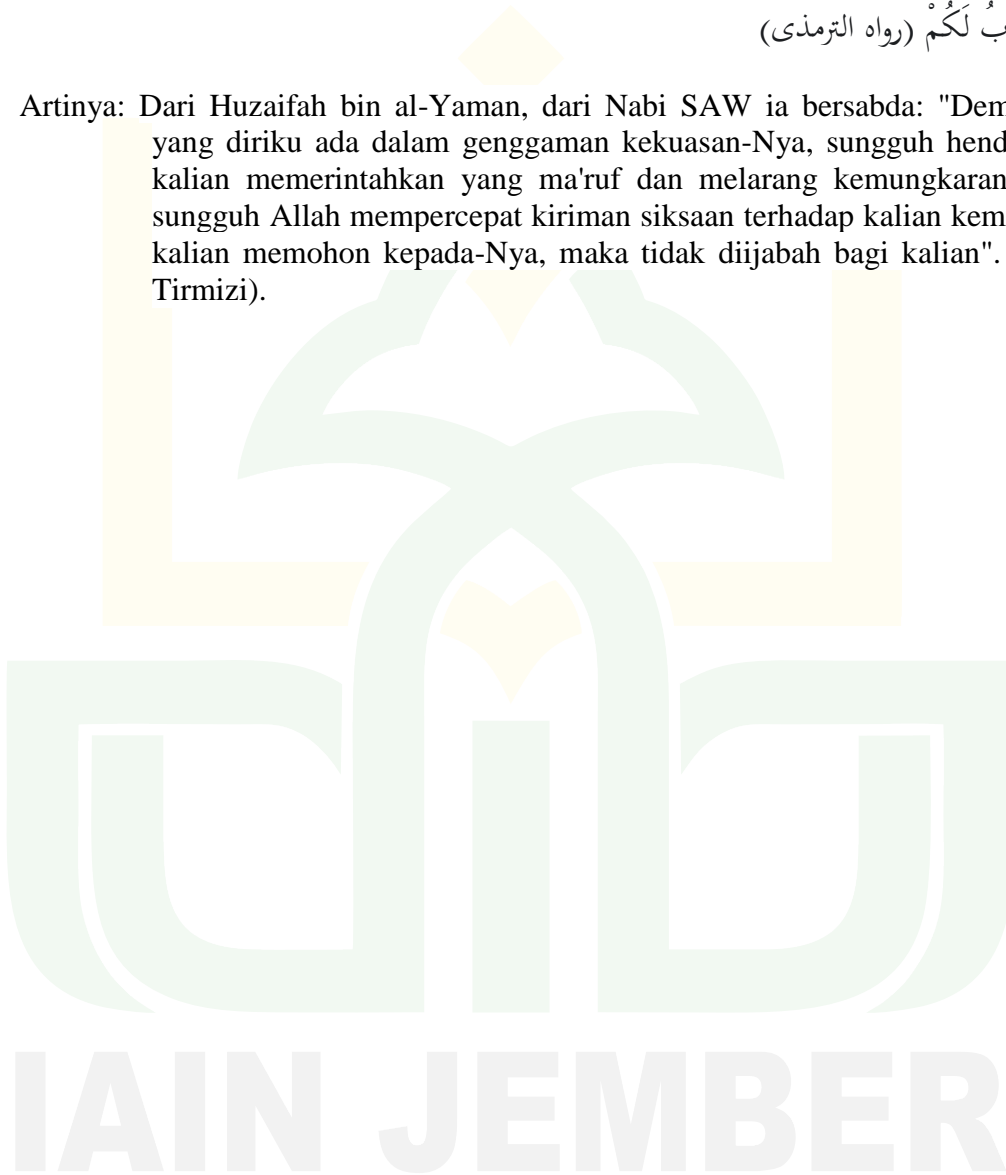 بُ لَكُمْ (رواه الترمذى)
Artinya: Dari Huzaifah bin al-Yaman, dari Nabi SAW ia bersabda: "Dem
yang diriku ada dalam genggaman kekuasan-Nya, sungguh hend
kalian memerintahkan yang ma'ruf dan melarang kemungkaran
sungguh Allah mempercepat kiriman siksaan terhadap kalian kem
kalian memohon kepada-Nya, maka tidak diijabah bagi kalian".
Tirmizi).
IAIN JEMBER